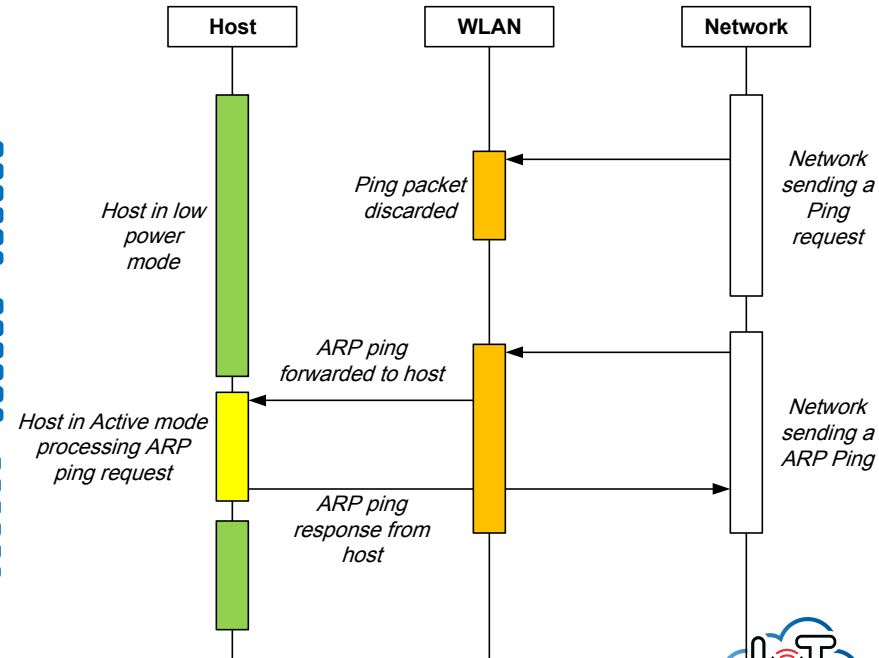 Host
WLAN
Network
Network
sending a
Ping
request
Ping packet
discarded
Host in low
power
mode
ARP ping
forwarded to host
Host in Active mode
processing ARP
ping request
Network
sending a
ARP Ping
ARP ping
response from
host
IoT